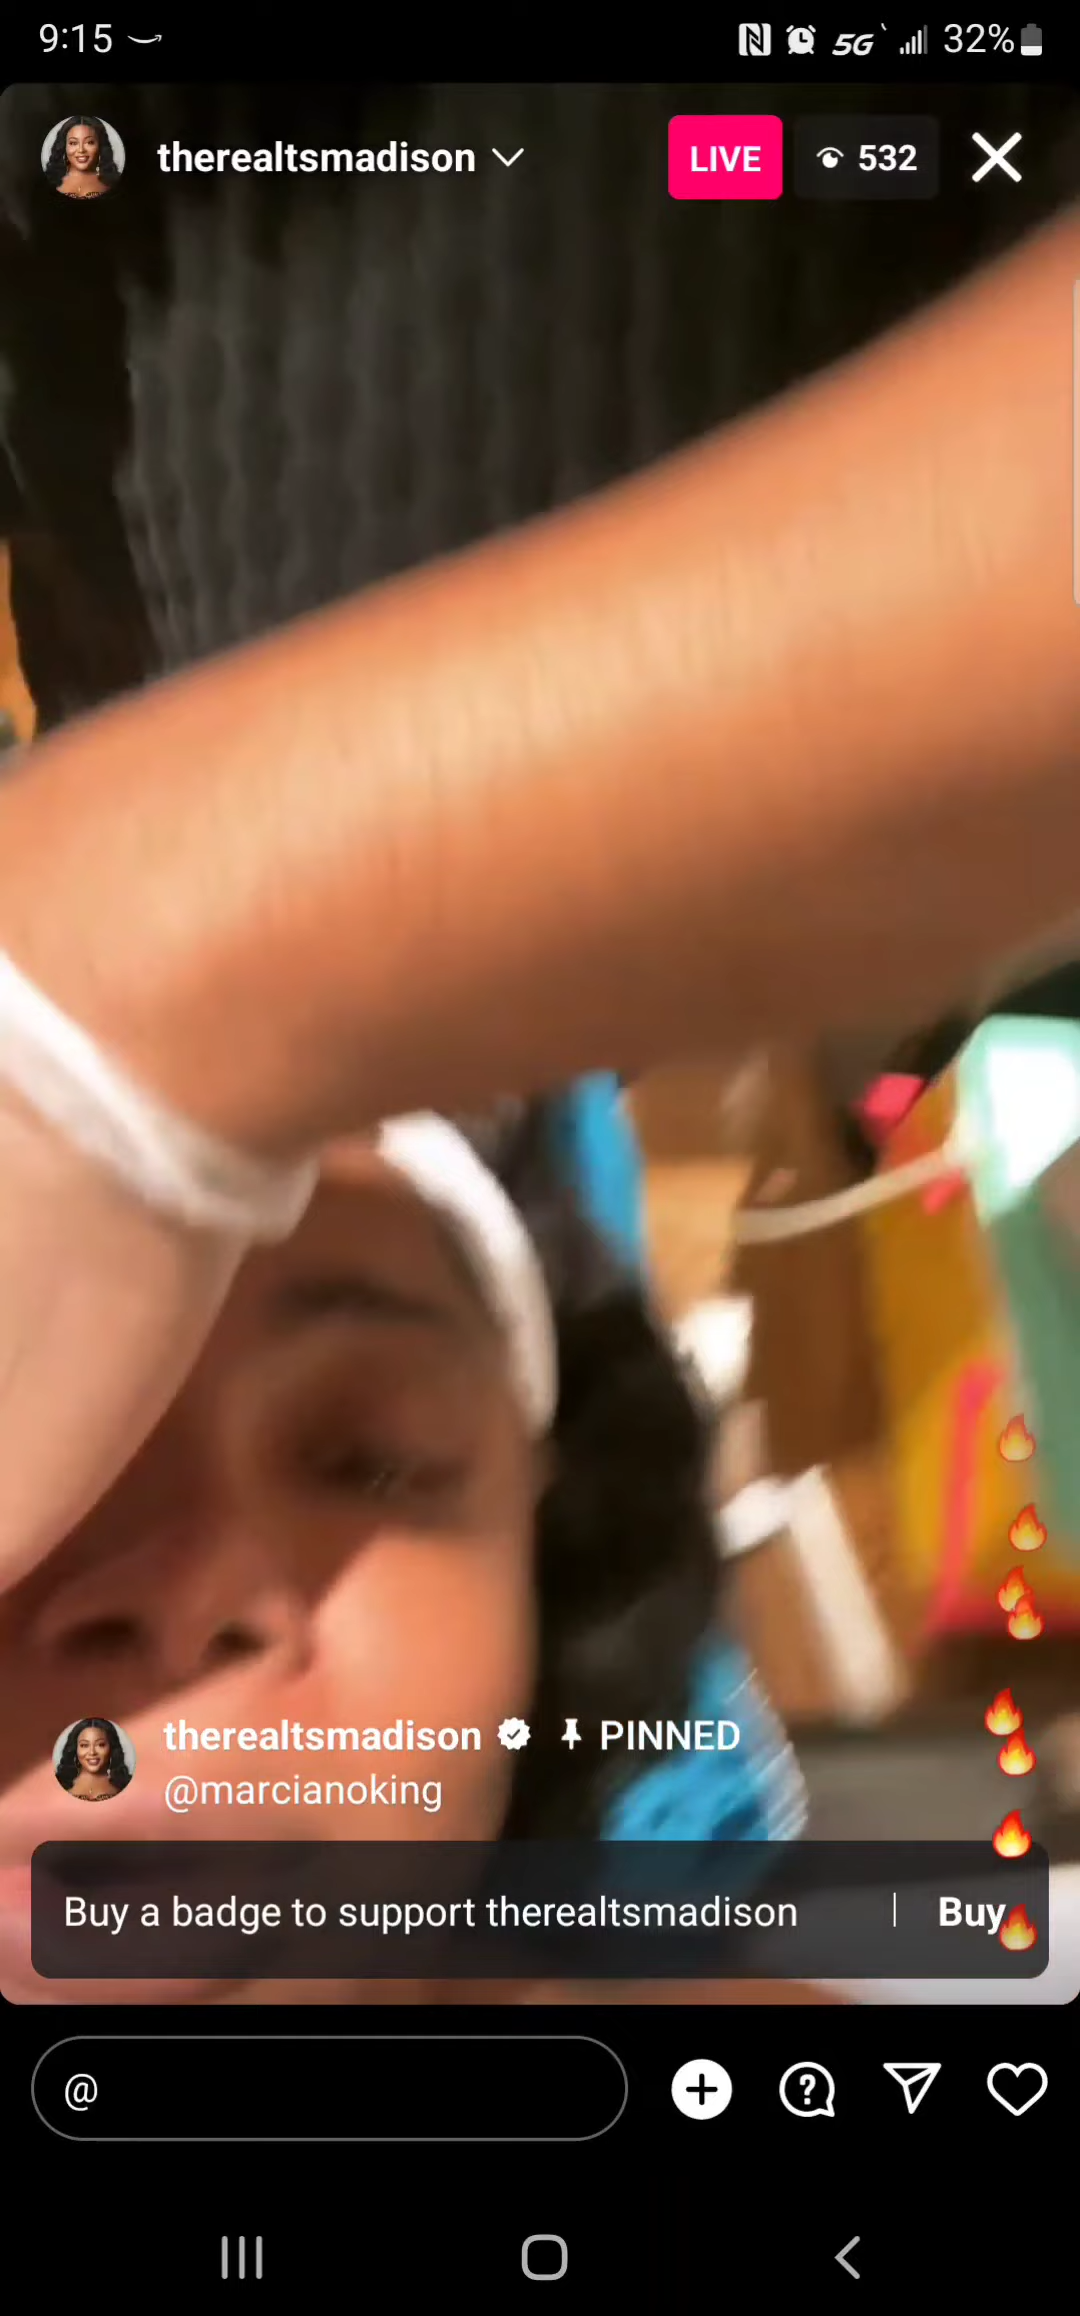 9:15 5G 32%
therealtsmadison LIVE 532
therealtsmadison PINNED
@marcianoking
Buy a badge to support therealtsmadison | Buy
@